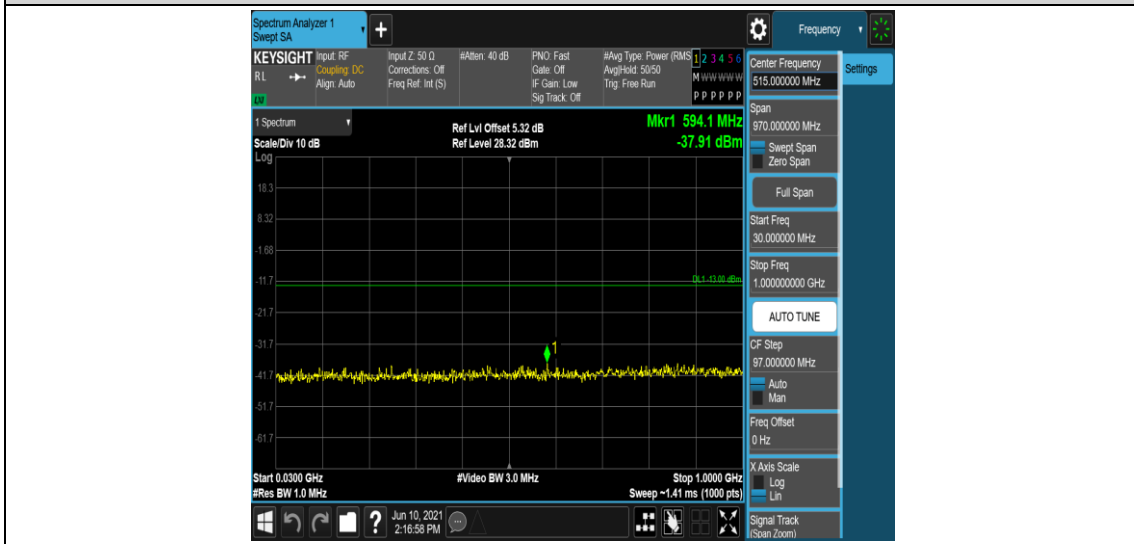 Spectrum Analyzer 1
Swept SA
+
Frequency
KEYSIGHT
RL
Input: RF
Coupling: DC
Align: Auto
Input Z: 50 Ω
Corrections: Off
Freq Ref: Int (S)
#Atten: 40 dB
PNO: Fast
Gate: Off
IF Gain: Low
Sig Track: Off
#Avg Type: Power (RMS
Avg|Hold: 50/50
Trig: Free Run
1 2 3 4 5 6
M W W W W W
P P P P P P
1 Spectrum
Scale/Div 10 dB
Log
Ref Lvl Offset 5.32 dB
Ref Level 28.32 dBm
Mkr1 594.1 MHz
-37.91 dBm
18.3
8.32
-1.68
-11.7
-21.7
-31.7
-41.7
-51.7
-61.7
DL1 -13.00 dBm
1
Start 0.0300 GHz
#Res BW 1.0 MHz
#Video BW 3.0 MHz
Stop 1.0000 GHz
Sweep ~1.41 ms (1000 pts)
?
Jun 10, 2021
2:16:58 PM
Center Frequency
515.000000 MHz
Settings
Span
970.000000 MHz
Swept Span
Zero Span
Full Span
Start Freq
30.000000 MHz
Stop Freq
1.000000000 GHz
AUTO TUNE
CF Step
97.000000 MHz
Auto
Man
Freq Offset
0 Hz
X Axis Scale
Log
Lin
Signal Track
(Span Zoom)